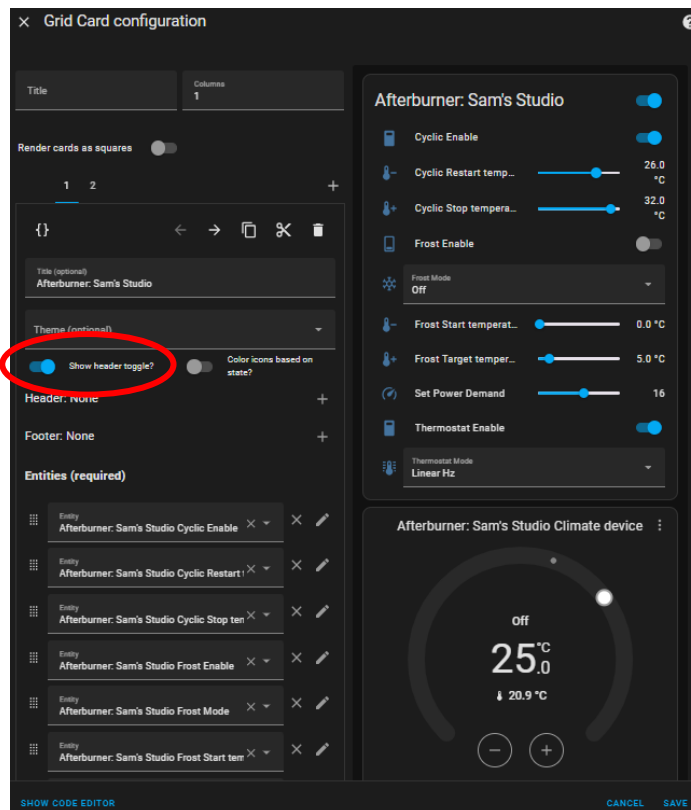 Grid Card configuration
Title
Columns
1
Render cards as squares
1 2
{}
Title (optional)
Afterburner: Sam's Studio
Theme (optional)
Show header toggle?
Color icons based on
state?
Header: None
Footer: None
Entities (required)
Entity
Afterburner: Sam's Studio Cyclic Enable
Entity
Afterburner: Sam's Studio Cyclic Restart
Entity
Afterburner: Sam's Studio Cyclic Stop ten
Entity
Afterburner: Sam's Studio Frost Enable
Entity
Afterburner: Sam's Studio Frost Mode
Entity
Afterburner: Sam's Studio Frost Start tem
SHOW CODE EDITOR
Afterburner: Sam's Studio
Cyclic Enable
Cyclic Restart temp... 26.0
°C
Cyclic Stop tempera... 32.0
°C
Frost Enable
Frost Mode
Off
Frost Start temperat... 0.0 °C
Frost Target temper... 5.0 °C
Set Power Demand 16
Thermostat Enable
Thermostat Mode
Linear Hz
Afterburner: Sam's Studio Climate device
Off
25.0 °C
20.9 °C
CANCEL SAVE